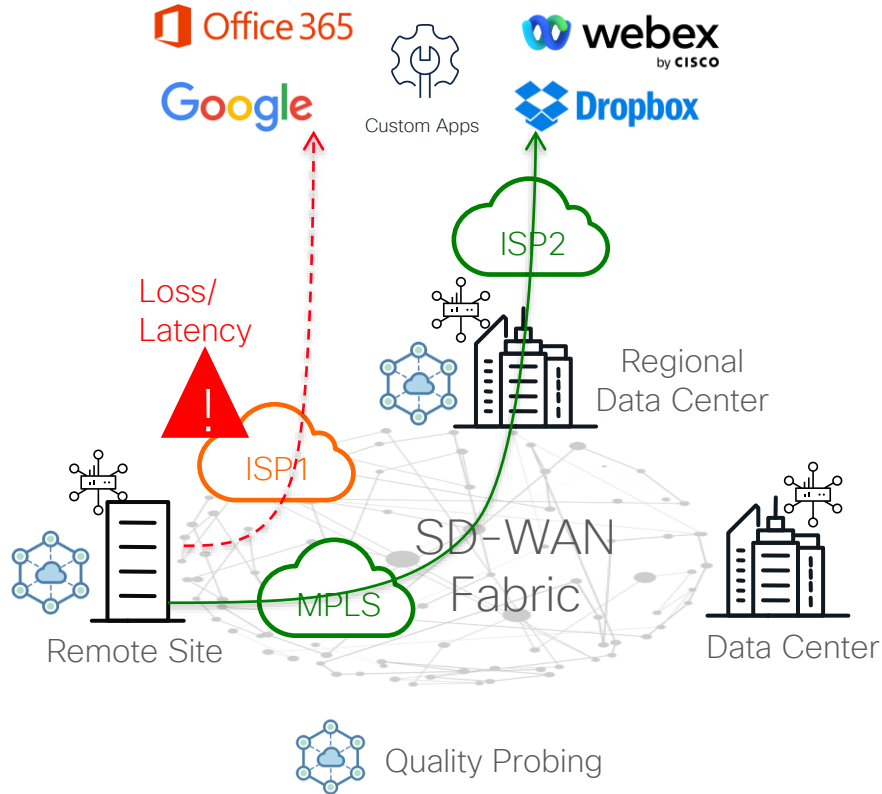 Office 365
webex
by CISCO
Google
Custom Apps
Dropbox
ISP2
Loss/
Latency
!
Regional
Data Center
ISP1
SD-WAN
Fabric
MPLS
Remote Site
Data Center
Quality Probing